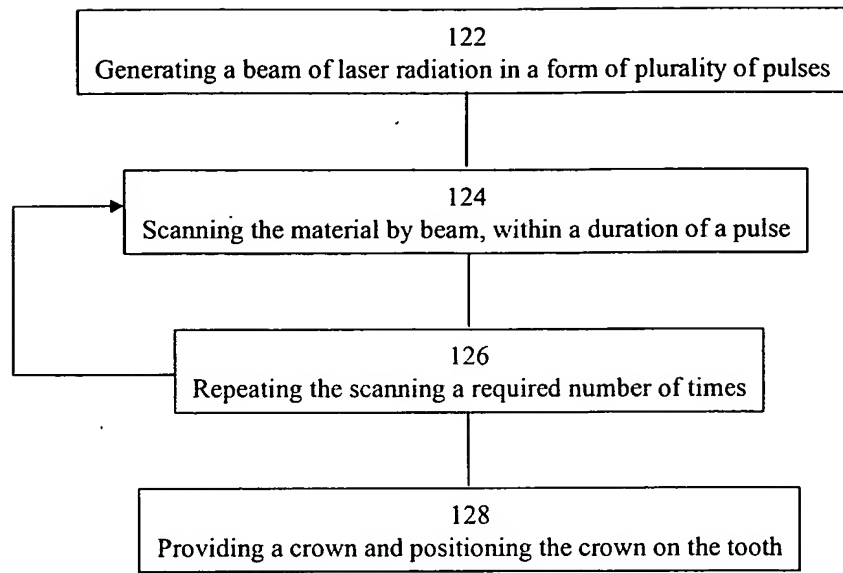 122
Generating a beam of laser radiation in a form of plurality of pulses
124
Scanning the material by beam, within a duration of a pulse
126
Repeating the scanning a required number of times
128
Providing a crown and positioning the crown on the tooth